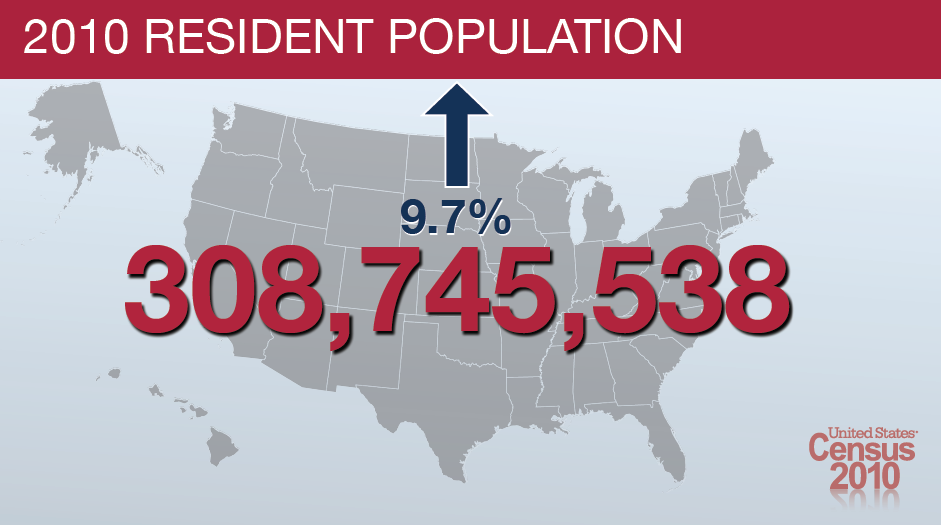 2010 RESIDENT POPULATION
9.7%
308,745,538
United States®
Census
2010